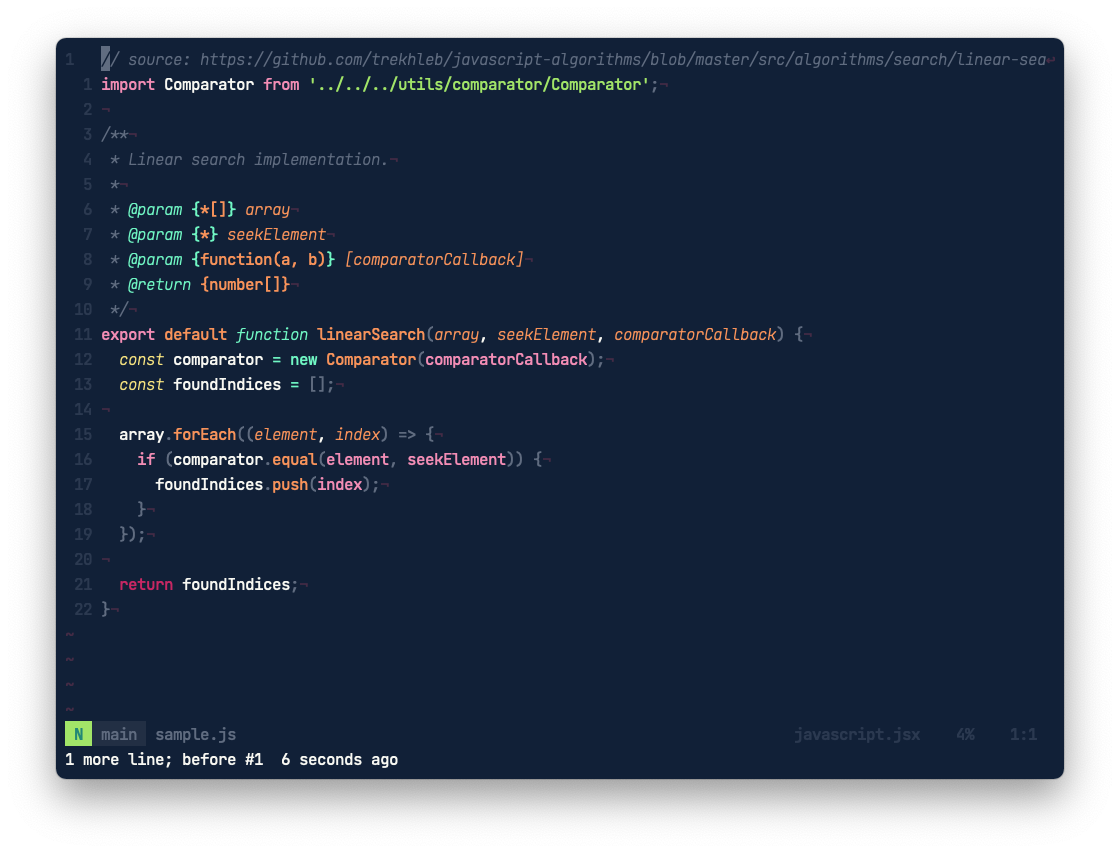 1   // source: https://github.com/trekhleb/javascript-algorithms/blob/master/src/algorithms/search/linear-sea↩
  1 import Comparator from '../../../utils/comparator/Comparator';¬
  2 ¬
  3 /**¬
  4  * Linear search implementation.¬
  5  *¬
  6  * @param {*[]} array¬
  7  * @param {*} seekElement¬
  8  * @param {function(a, b)} [comparatorCallback]¬
  9  * @return {number[]}¬
 10  */¬
 11 export default function linearSearch(array, seekElement, comparatorCallback) {¬
 12   const comparator = new Comparator(comparatorCallback);¬
 13   const foundIndices = [];¬
 14 ¬
 15   array.forEach((element, index) => {¬
 16     if (comparator.equal(element, seekElement)) {¬
 17       foundIndices.push(index);¬
 18     }¬
 19   });¬
 20 ¬
 21   return foundIndices;¬
 22 }¬
~
~
~
~
N main sample.js javascript.jsx 4% 1:1
1 more line; before #1  6 seconds ago